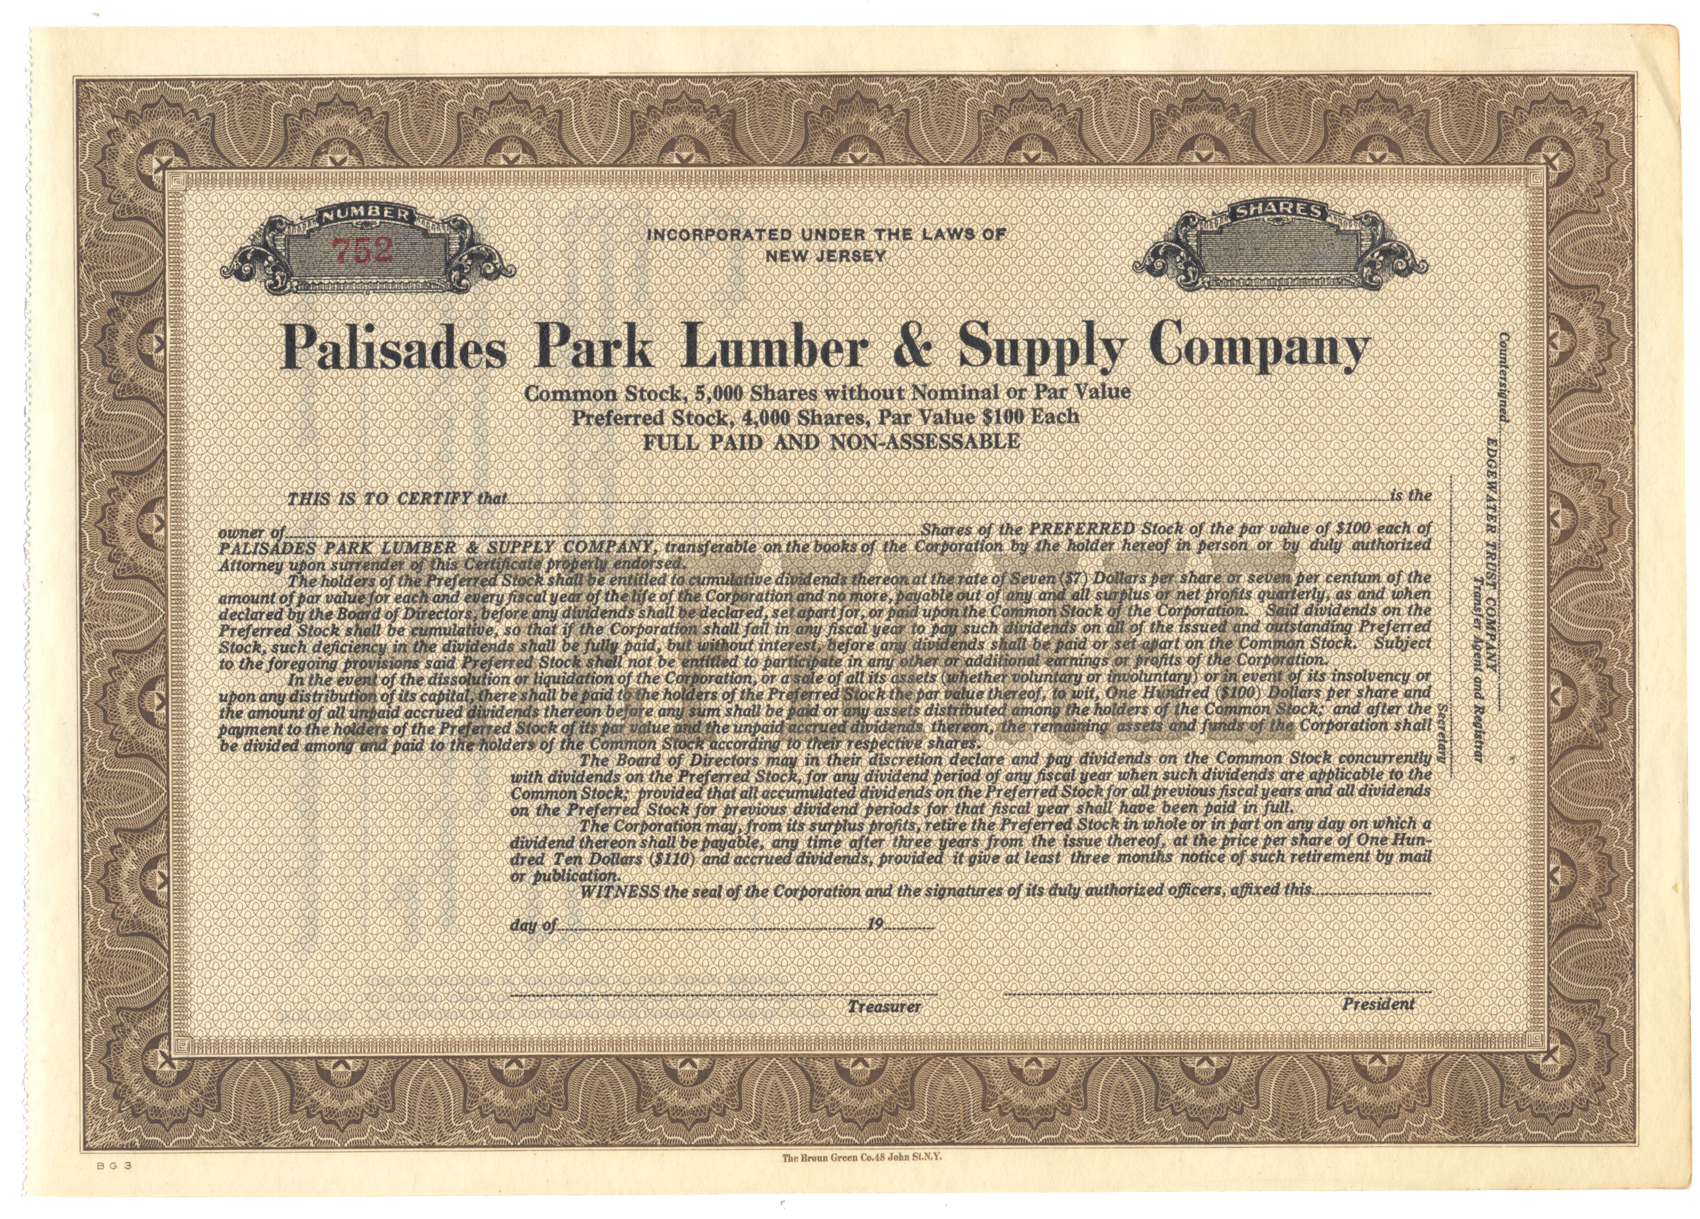 NUMBER
752
INCORPORATED UNDER THE LAWS OF
NEW JERSEY
SHARES
Palisades Park Lumber & Supply Company
Common Stock, 5,000 Shares without Nominal or Par Value
Preferred Stock, 4,000 Shares, Par Value $100 Each
FULL PAID AND NON-ASSESSABLE
THIS IS TO CERTIFY that is the
owner of Shares of the PREFERRED Stock of the par value of $100 each of
PALISADES PARK LUMBER & SUPPLY COMPANY, transferable on the books of the Corporation by the holder hereof in person or by duly authorized
Attorney upon surrender of this Certificate properly endorsed.
The holders of the Preferred Stock shall be entitled to cumulative dividends thereon at the rate of Seven ($7) Dollars per share or seven per centum of the
amount of par value for each and every fiscal year of the life of the Corporation and no more, payable out of any and all surplus or net profits quarterly, as and when
declared by the Board of Directors, before any dividends shall be declared, set apart for, or paid upon the Common Stock of the Corporation. Said dividends on the
Preferred Stock shall be cumulative, so that if the Corporation shall fail in any fiscal year to pay such dividends on all of the issued and outstanding Preferred
Stock, such deficiency in the dividends shall be fully paid, but without interest, before any dividends shall be paid or set apart on the Common Stock. Subject
to the foregoing provisions said Preferred Stock shall not be entitled to participate in any other or additional earnings or profits of the Corporation.
In the event of the dissolution or liquidation of the Corporation, or a sale of all its assets (whether voluntary or involuntary) or in event of its insolvency or
upon any distribution of its capital, there shall be paid to the holders of the Preferred Stock the par value thereof, to wit, One Hundred ($100) Dollars per share and
the amount of all unpaid accrued dividends thereon before any sum shall be paid or any assets distributed among the holders of the Common Stock; and after the
payment to the holders of the Preferred Stock of its par value and the unpaid accrued dividends thereon, the remaining assets and funds of the Corporation shall
be divided among and paid to the holders of the Common Stock according to their respective shares.
The Board of Directors may in their discretion declare and pay dividends on the Common Stock concurrently
with dividends on the Preferred Stock, for any dividend period of any fiscal year when such dividends are applicable to the
Common Stock; provided that all accumulated dividends on the Preferred Stock for all previous fiscal years and all dividends
on the Preferred Stock for previous dividend periods for that fiscal year shall have been paid in full.
The Corporation may, from its surplus profits, retire the Preferred Stock in whole or in part on any day on which a
dividend thereon shall be payable, any time after three years from the issue thereof, at the price per share of One Hun-
dred Ten Dollars ($110) and accrued dividends, provided it give at least three months notice of such retirement by mail
or publication.
WITNESS the seal of the Corporation and the signatures of its duly authorized officers, affixed this
day of 19
Treasurer
President
Countersigned
EDGEWATER TRUST COMPANY
Transfer Agent and Registrar
Secretary
B G 3
The Broun Green Co.48 John St.N.Y.